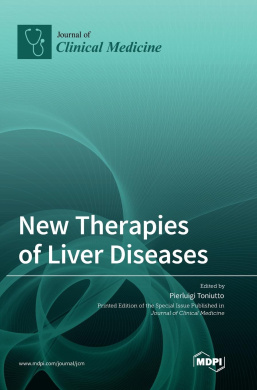 Journal of
Clinical Medicine
New Therapies
of Liver Diseases
Edited by
Pierluigi Toniutto
Printed Edition of the Special Issue Published in
Journal of Clinical Medicine
www.mdpi.com/journal/jcm
MDPI